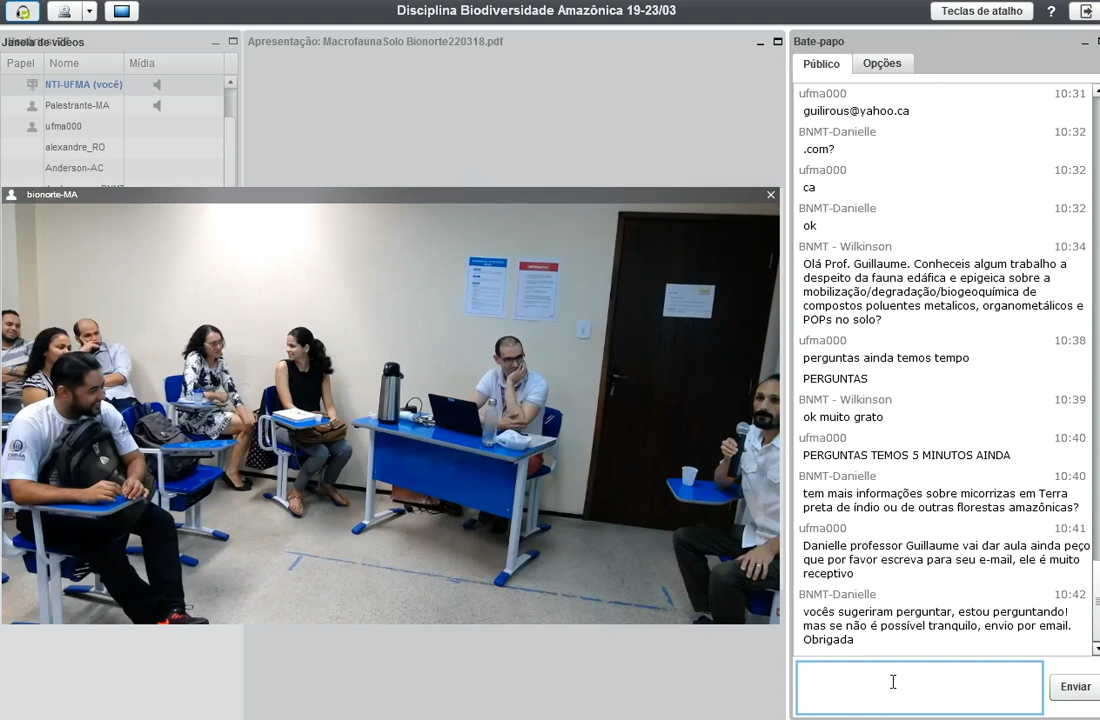 Disciplina Biodiversidade Amazônica 19-23/03
Teclas de atalho
?
Janela de vídeos
Apresentação: MacrofaunaSolo Bionorte220318.pdf
Bate-papo
Papel Nome Mídia
Público Opções
NTI-UFMA (você)
Palestrante-MA
ufma000
alexandre_RO
Anderson-AC
bionorte-MA
ufma000 10:31
guilirous@yahoo.ca
BNMT-Danielle 10:32
.com?
ufma000 10:32
ca
BNMT-Danielle 10:32
ok
BNMT - Wilkinson 10:34
Olá Prof. Guillaume. Conheceis algum trabalho a
despeito da fauna edáfica e epigeica sobre a
mobilização/degradação/biogeoquímica de
compostos poluentes metalicos, organometálicos e
POPs no solo?
ufma000 10:38
perguntas ainda temos tempo
PERGUNTAS
BNMT - Wilkinson 10:39
ok muito grato
ufma000 10:40
PERGUNTAS TEMOS 5 MINUTOS AINDA
BNMT-Danielle 10:40
tem mais informações sobre micorrizas em Terra
preta de índio ou de outras florestas amazônicas?
ufma000 10:41
Danielle professor Guillaume vai dar aula ainda peço
que por favor escreva para seu e-mail, ele é muito
receptivo
BNMT-Danielle 10:42
vocês sugeriram perguntar, estou perguntando!
mas se não é possível tranquilo, envio por email.
Obrigada
Enviar